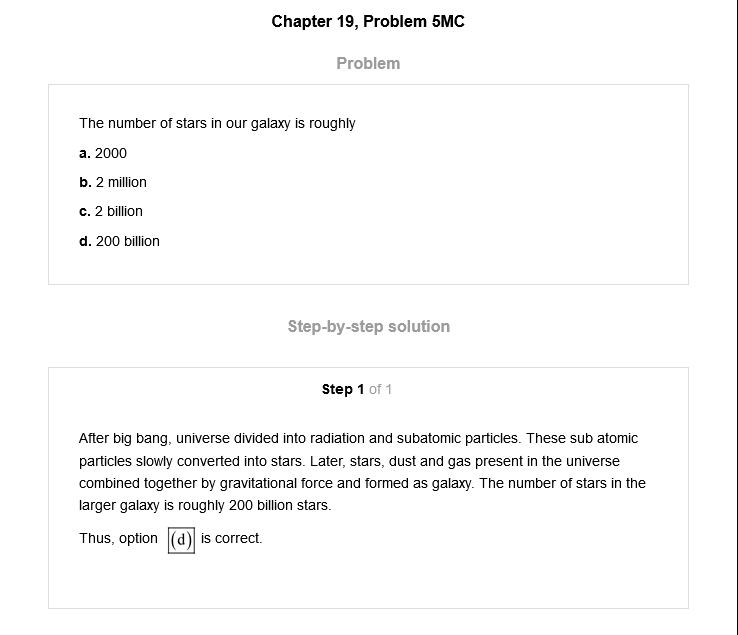 Chapter 19, Problem 5MC
Problem
The number of stars in our galaxy is roughly
a. 2000
b. 2 million
c. 2 billion
d. 200 billion
Step-by-step solution
Step 1 of 1
After big bang, universe divided into radiation and subatomic particles. These sub atomic
particles slowly converted into stars. Later, stars, dust and gas present in the universe
combined together by gravitational force and formed as galaxy. The number of stars in the
larger galaxy is roughly 200 billion stars.
Thus, option (d) is correct.